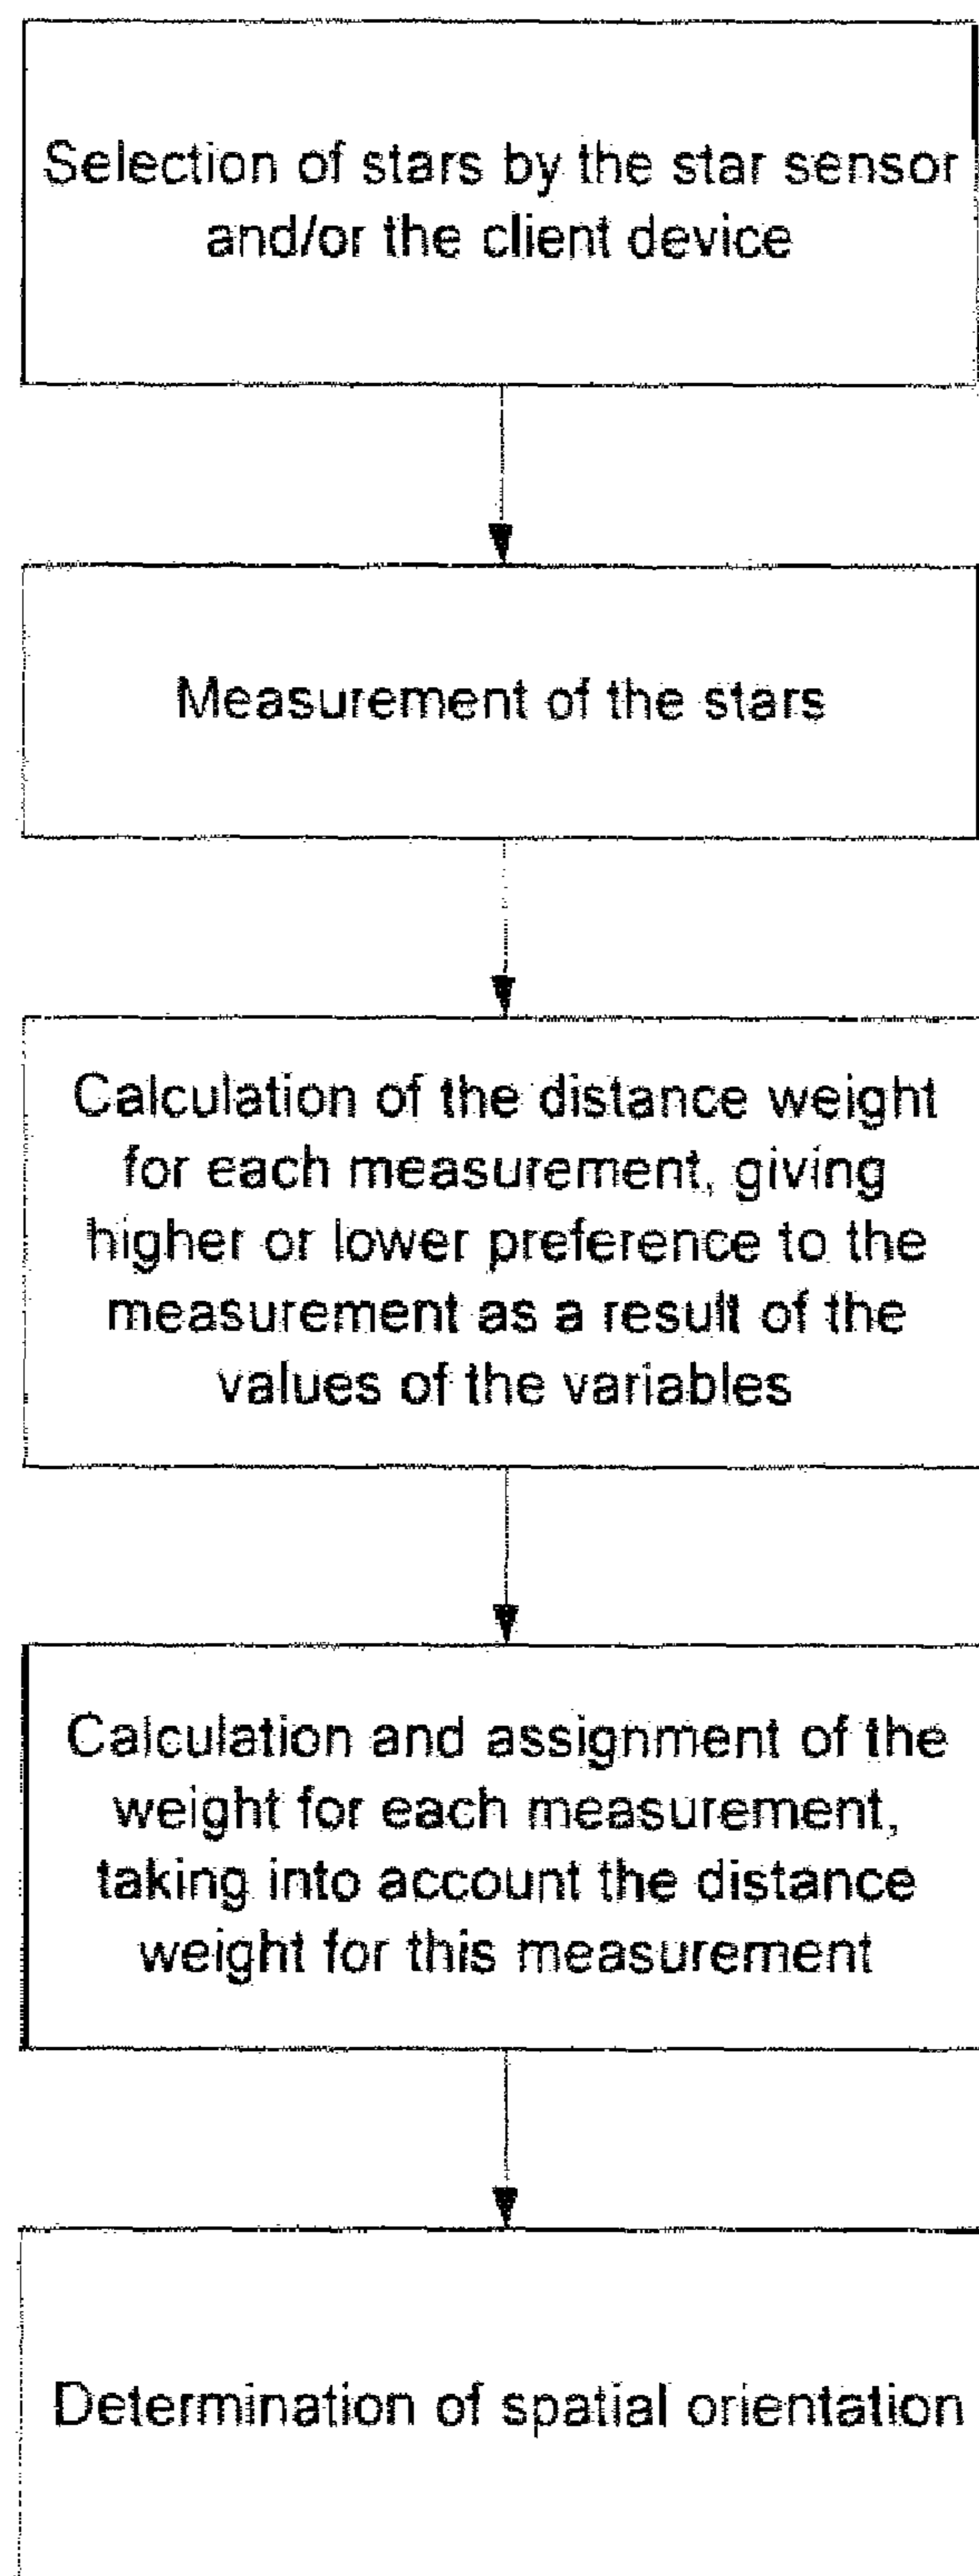 Selection of stars by the star sensor
and/or the client device
Measurement of the stars
Calculation of the distance weight
for each measurement, giving
higher or lower preference to the
measurement as a result of the
values of the variables
Calculation and assignment of the
weight for each measurement,
taking into account the distance
weight for this measurement
Determination of spatial orientation